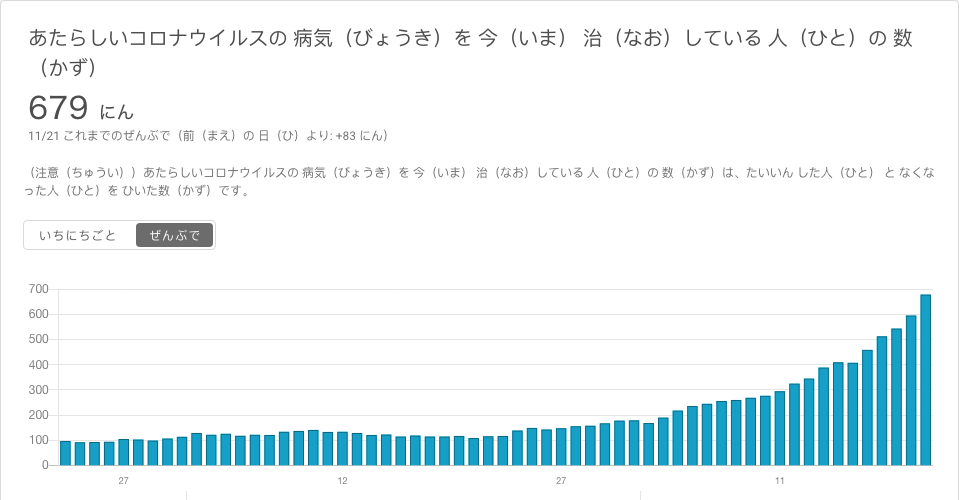 あたらしいコロナウイルスの 病気（びょうき）を 今（いま） 治（なお）している 人（ひと）の 数
（かず）
679 にん
11/21 これまでのぜんぶで（前（まえ）の 日（ひ）より: +83 にん）
（注意（ちゅうい））あたらしいコロナウイルスの 病気（びょうき）を 今（いま） 治（なお）している 人（ひと）の 数（かず）は、たいいん した人（ひと） と なくな
った人（ひと）を ひいた数（かず）です。
いちにちごと ぜんぶで
700
600
500
400
300
200
100
0
27 12 27 11